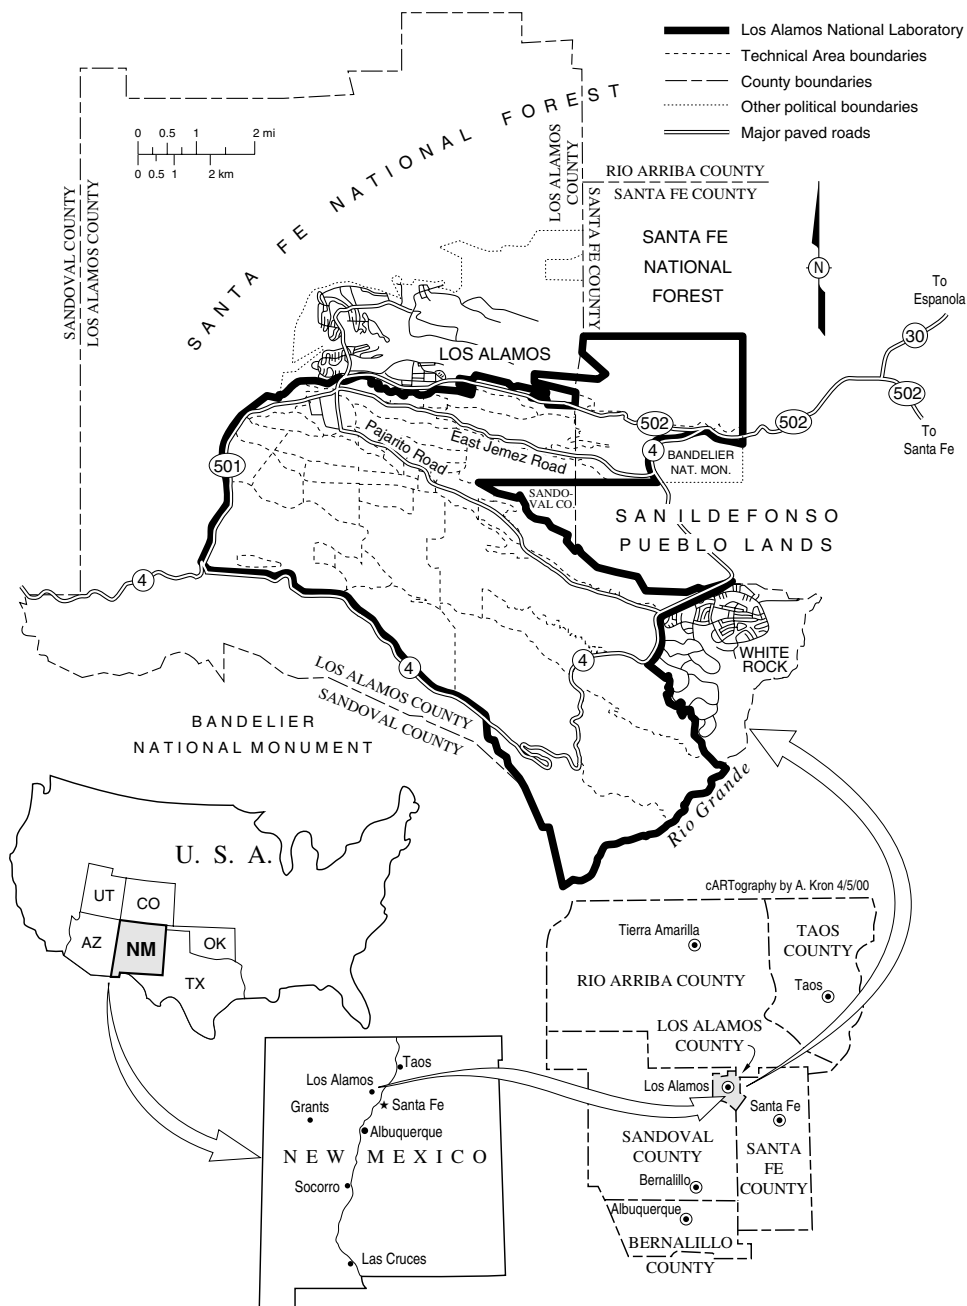 Los Alamos National Laboratory
Technical Area boundaries
County boundaries
Other political boundaries
Major paved roads
0 0.5 1 2 mi
0 0.5 1 2 km
SANTA FE NATIONAL FOREST
SANDOVAL COUNTY
LOS ALAMOS COUNTY
LOS ALAMOS
COUNTY
SANTA FE COUNTY
RIO ARRIBA COUNTY
SANTA FE COUNTY
SANTA FE
NATIONAL
FOREST
N
To
Espanola
30
502
To
Santa Fe
502
502
4
BANDELIER
NAT. MON.
LOS ALAMOS
501
Pajarito Road
East Jemez Road
SANDO-
VAL CO.
SAN ILDEFONSO
PUEBLO LANDS
4
4
4
WHITE
ROCK
LOS ALAMOS COUNTY
SANDOVAL COUNTY
BANDELIER
NATIONAL MONUMENT
Rio Grande
cARTography by A. Kron 4/5/00
U. S. A.
UT
CO
AZ
NM
OK
TX
Taos
Los Alamos
Grants
Santa Fe
Albuquerque
NEW MEXICO
Socorro
Las Cruces
Tierra Amarilla
RIO ARRIBA COUNTY
TAOS
COUNTY
Taos
LOS ALAMOS
COUNTY
Los Alamos
Santa Fe
SANDOVAL
COUNTY
SANTA
FE
COUNTY
Bernalillo
Albuquerque
BERNALILLO
COUNTY